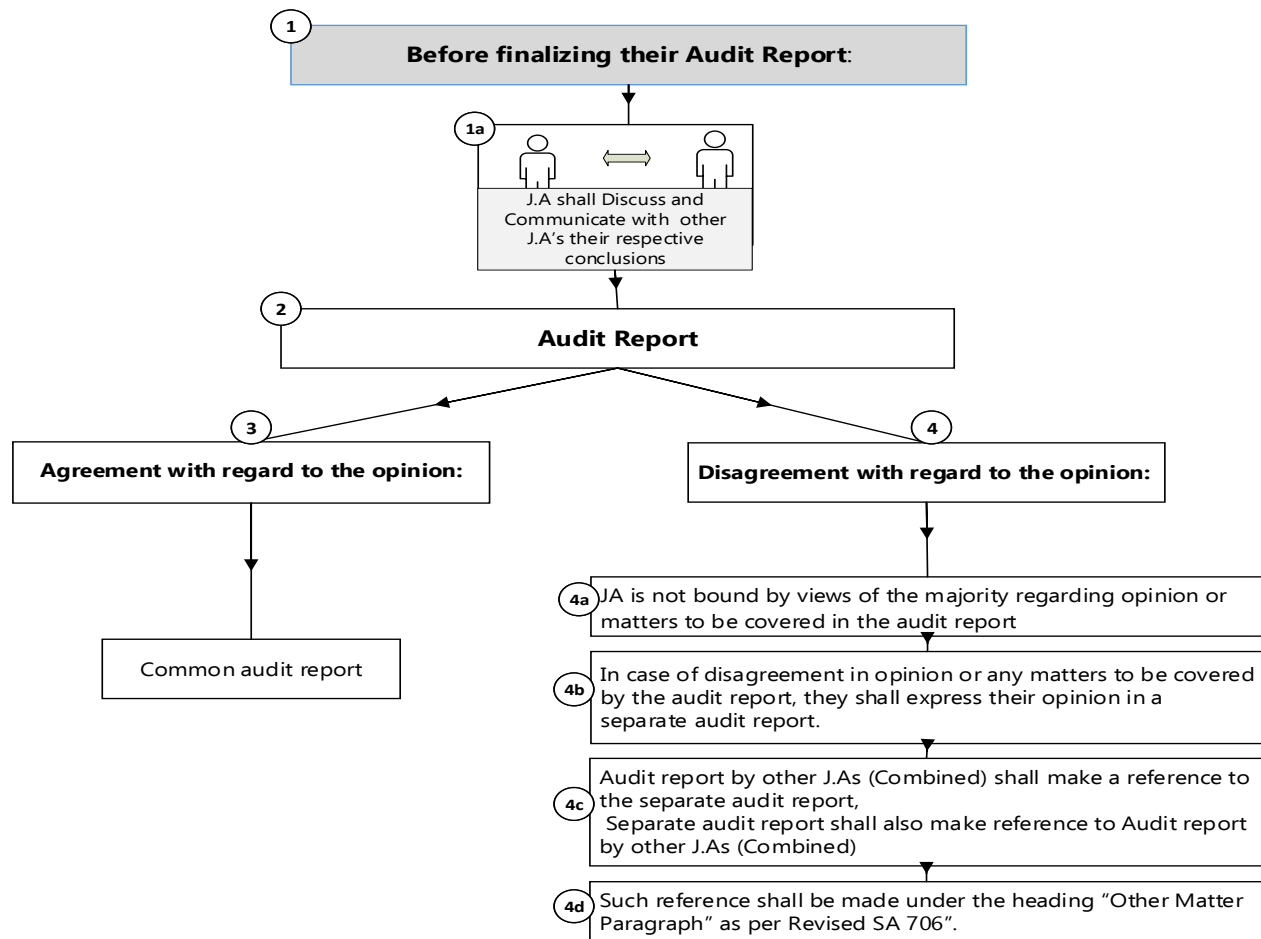 1
Before finalizing their Audit Report:
1a
J.A shall Discuss and
Communicate with other
J.A's their respective
conclusions
2
Audit Report
3
Agreement with regard to the opinion:
Common audit report
4
Disagreement with regard to the opinion:
4a
JA is not bound by views of the majority regarding opinion or
matters to be covered in the audit report
4b
In case of disagreement in opinion or any matters to be covered
by the audit report, they shall express their opinion in a
separate audit report.
4c
Audit report by other J.As (Combined) shall make a reference to
the separate audit report,
Separate audit report shall also make reference to Audit report
by other J.As (Combined)
4d
Such reference shall be made under the heading “Other Matter
Paragraph” as per Revised SA 706”.